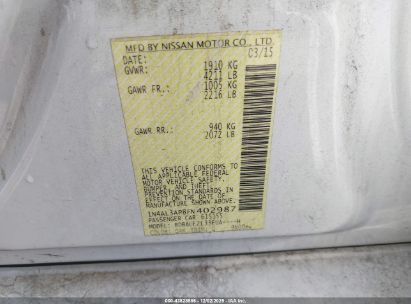 MFD BY NISSAN MOTOR CO., LTD.
DATE: 03/15
GVWR: 1910 KG
4211 LB
GAWR FR.: 1005 KG
2216 LB
GAWR RR.: 940 KG
2072 LB
THIS VEHICLE CONFORMS TO ALL
APPLICABLE FEDERAL MOTOR VEHICLE SAFETY,
BUMPER, AND THEFT
PREVENTION STANDARDS IN
EFFECT ON THE DATE OF
MANUFACTURE SHOWN ABOVE.
1N4AL3AP8FN402987
PASSENGER CAR
MODEL: